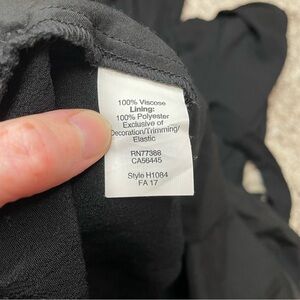 100% Viscose
Lining:
100% Polyester
Exclusive of
Decoration/Trimming/
Elastic
RN77388
CA56445
Style H1084
FA 17